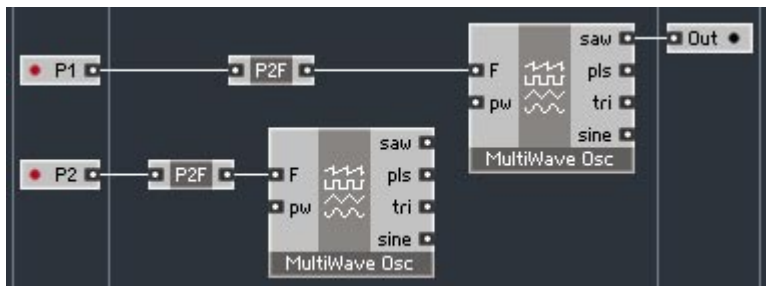 saw Out
P1 P2F F pls
pw tri
sine
MultiWave Osc
saw
P2 P2F F pls
pw tri
sine
MultiWave Osc